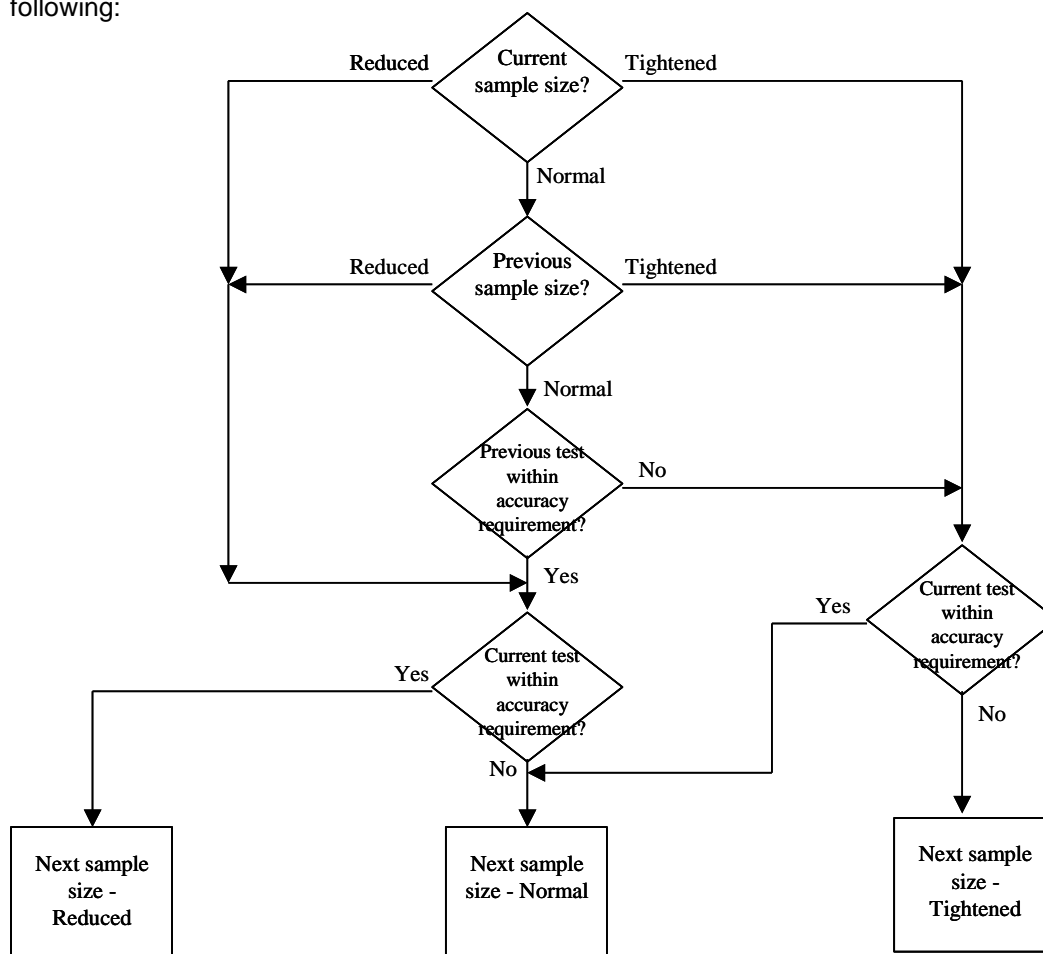 following:
Current
sample size?
Reduced
Tightened
Normal
Previous
sample size?
Reduced
Tightened
Normal
Previous test
within
accuracy
requirement?
No
Yes
Current test
within
accuracy
requirement?
Yes
No
Current test
within
accuracy
requirement?
Yes
No
Next sample
size -
Reduced
Next sample
size - Normal
Next sample
size -
Tightened